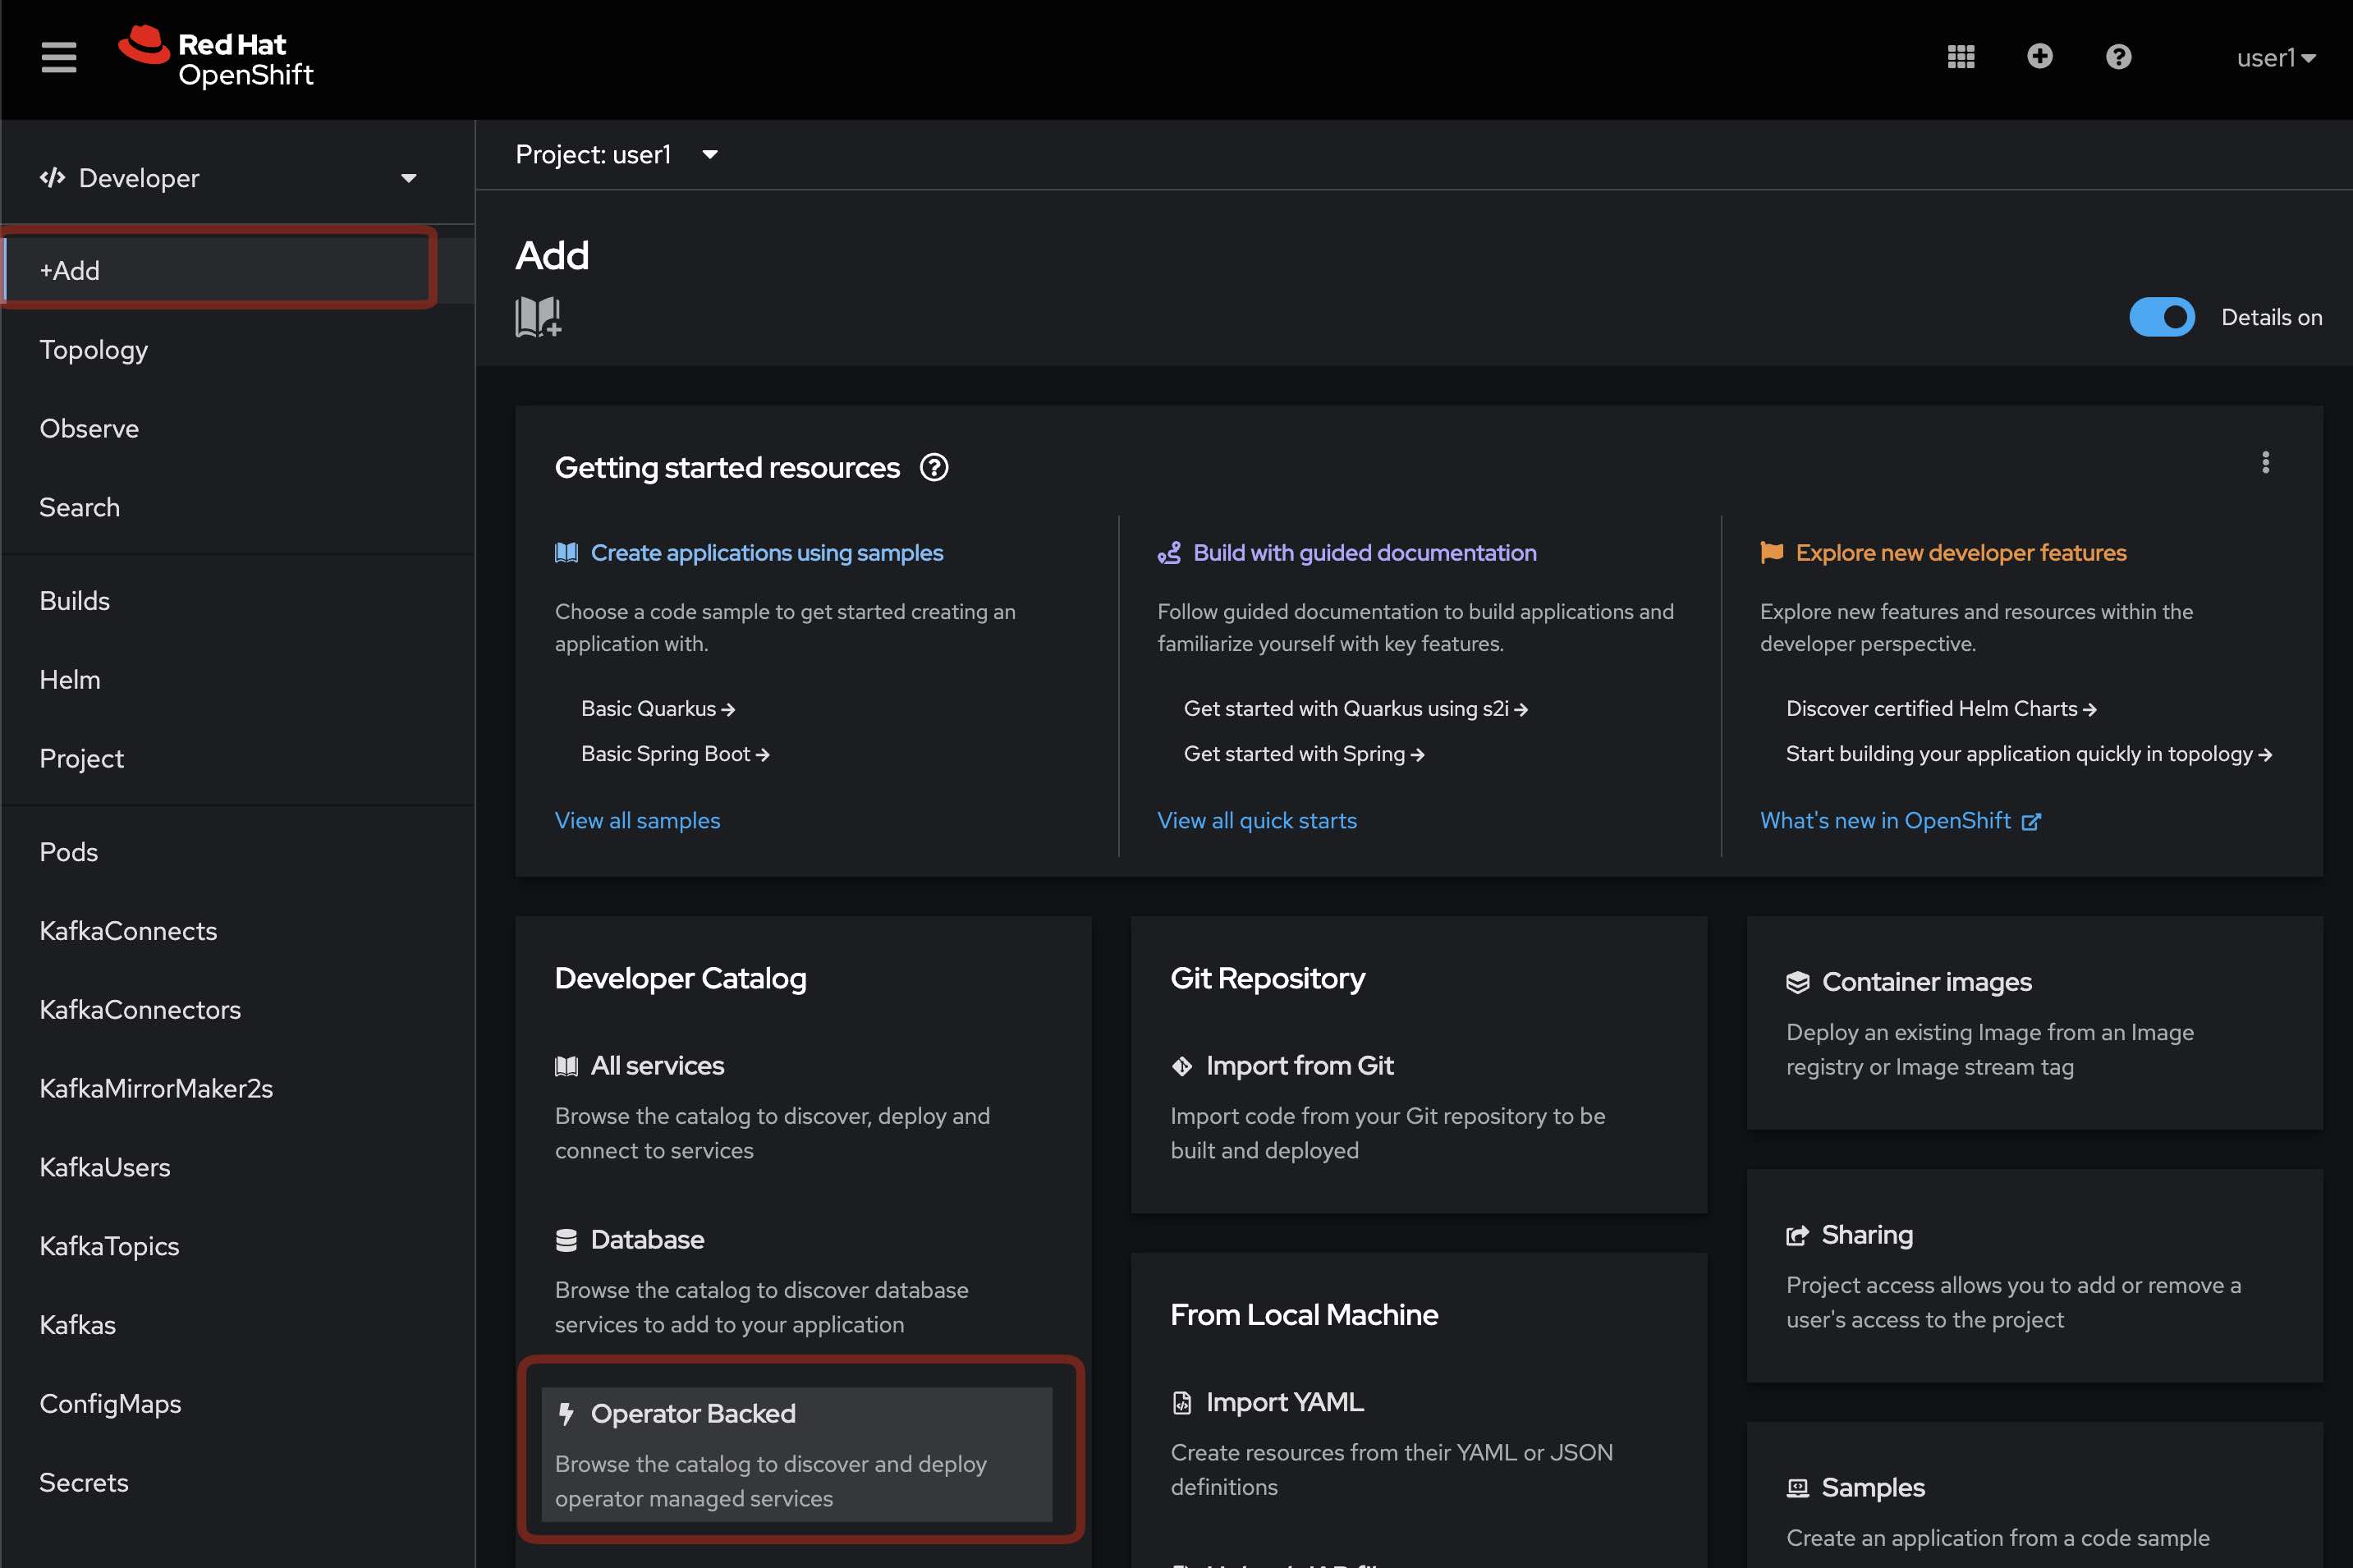 Red Hat
OpenShift
user1
Developer
+Add
Topology
Observe
Search
Builds
Helm
Project
Pods
KafkaConnects
KafkaConnectors
KafkaMirrorMaker2s
KafkaUsers
KafkaTopics
Kafkas
ConfigMaps
Secrets
Project: user1
Add
Details on
Getting started resources
Create applications using samples
Choose a code sample to get started creating an
application with.
Basic Quarkus
Basic Spring Boot
View all samples
Build with guided documentation
Follow guided documentation to build applications and
familiarize yourself with key features.
Get started with Quarkus using s2i
Get started with Spring
View all quick starts
Explore new developer features
Explore new features and resources within the
developer perspective.
Discover certified Helm Charts
Start building your application quickly in topology
What's new in OpenShift
Developer Catalog
All services
Browse the catalog to discover, deploy and
connect to services
Database
Browse the catalog to discover database
services to add to your application
Operator Backed
Browse the catalog to discover and deploy
operator managed services
Git Repository
Import from Git
Import code from your Git repository to be
built and deployed
From Local Machine
Import YAML
Create resources from their YAML or JSON
definitions
Container images
Deploy an existing Image from an Image
registry or Image stream tag
Sharing
Project access allows you to add or remove a
user's access to the project
Samples
Create an application from a code sample